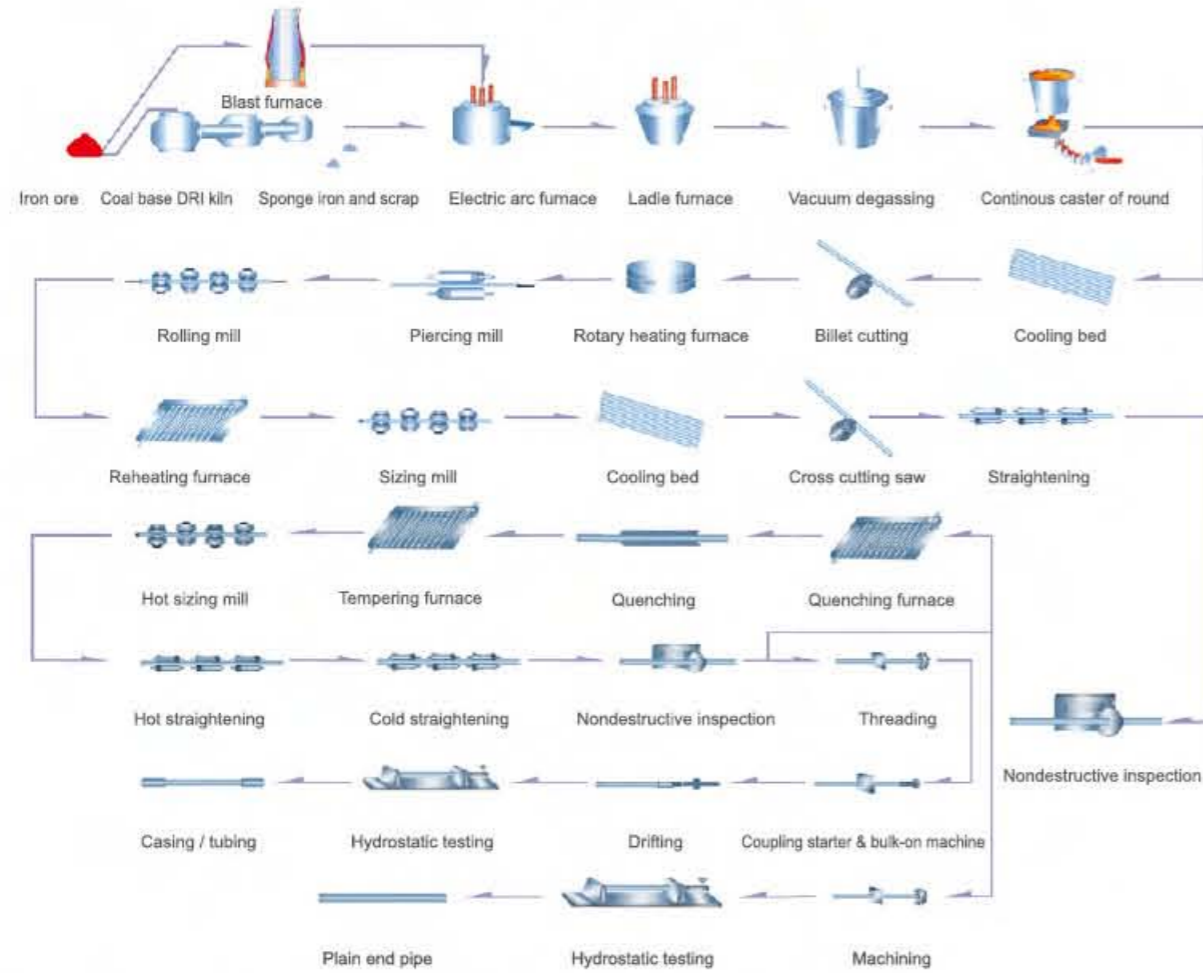 Blast furnace
Iron ore
Coal base DRI kiln
Sponge iron and scrap
Electric arc furnace
Ladle furnace
Vacuum degassing
Continous caster of round
Rolling mill
Piercing mill
Rotary heating furnace
Billet cutting
Cooling bed
Reheating furnace
Sizing mill
Cooling bed
Cross cutting saw
Straightening
Hot sizing mill
Tempering furnace
Quenching
Quenching furnace
Hot straightening
Cold straightening
Nondestructive inspection
Threading
Nondestructive inspection
Casing / tubing
Hydrostatic testing
Drifting
Coupling starter & bulk-on machine
Plain end pipe
Hydrostatic testing
Machining